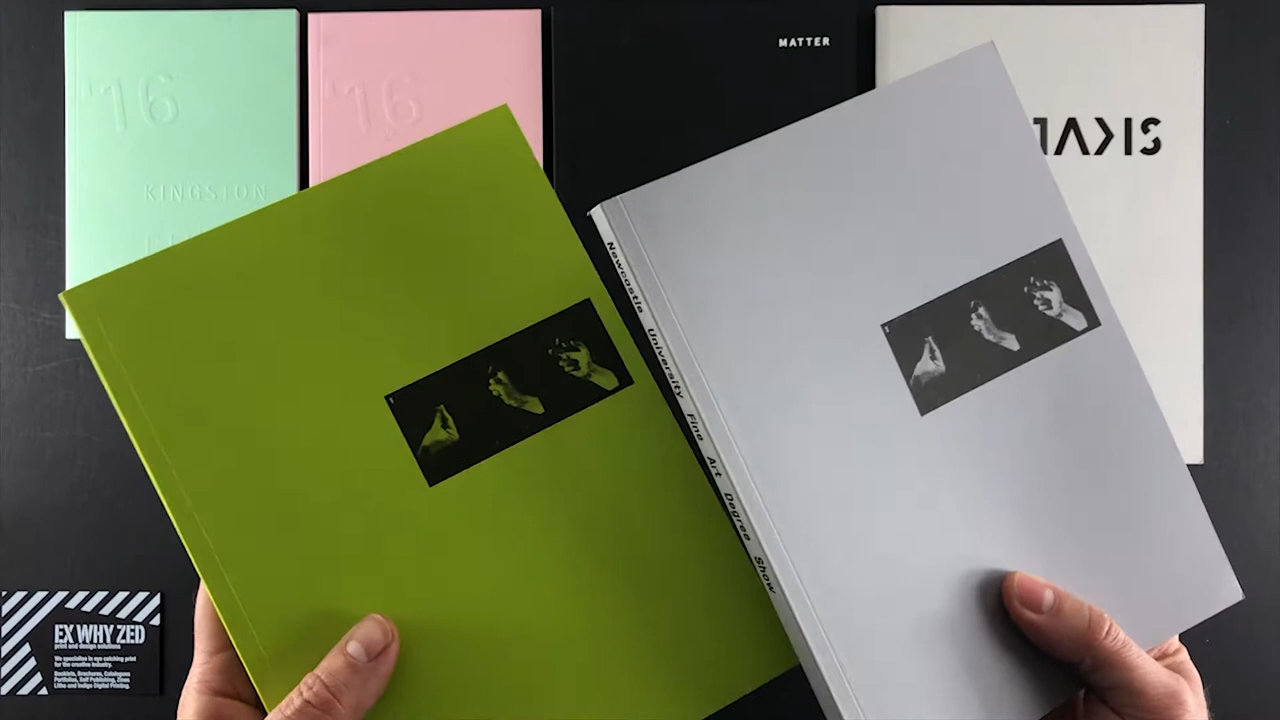 '16
KINGSTON
'16
MATTER
Newcastle University Fine Art Degree Show
EX WHY ZED
print and design solutions
We specialise in eye catching print
for the creative industry.
Booklets, Brochures, Catalogues
Portfolios, Self Publishing, Zines
Litho and Indigo Digital Printing.